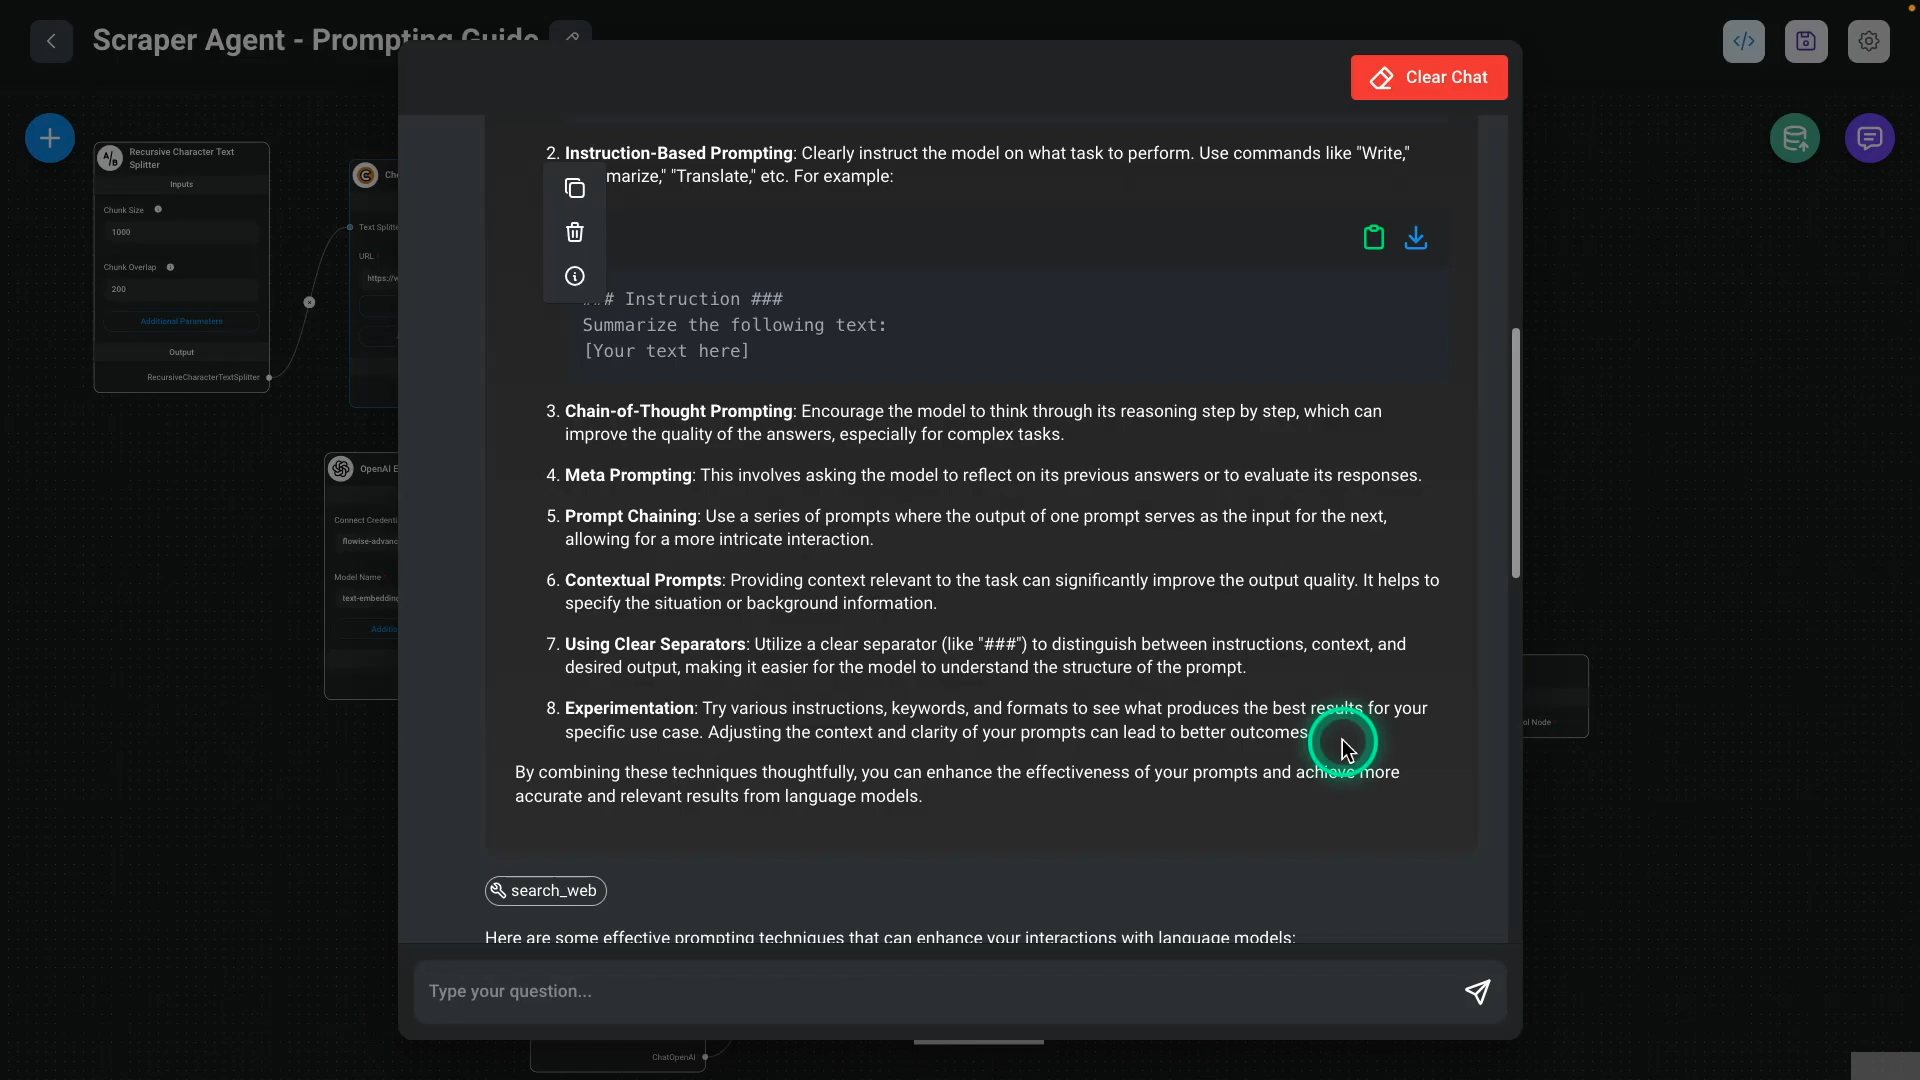 Scraper Agent - Prompting Guide
Clear Chat
Recursive Character Text
Splitter
Inputs
Chunk Size
1000
Chunk Overlap
200
Additional Parameters
Output
RecursiveCharacterTextSplitter
Text Splitte
URL
https://w
OpenAI E
Connect Credentia
flowise-advanc
Model Name
text-embedding
Additio
2. Instruction-Based Prompting: Clearly instruct the model on what task to perform. Use commands like "Write,"
marize," "Translate," etc. For example:
# Instruction ###
Summarize the following text:
[Your text here]
3. Chain-of-Thought Prompting: Encourage the model to think through its reasoning step by step, which can
improve the quality of the answers, especially for complex tasks.
4. Meta Prompting: This involves asking the model to reflect on its previous answers or to evaluate its responses.
5. Prompt Chaining: Use a series of prompts where the output of one prompt serves as the input for the next,
allowing for a more intricate interaction.
6. Contextual Prompts: Providing context relevant to the task can significantly improve the output quality. It helps to
specify the situation or background information.
7. Using Clear Separators: Utilize a clear separator (like "###") to distinguish between instructions, context, and
desired output, making it easier for the model to understand the structure of the prompt.
8. Experimentation: Try various instructions, keywords, and formats to see what produces the best results for your
specific use case. Adjusting the context and clarity of your prompts can lead to better outcomes
By combining these techniques thoughtfully, you can enhance the effectiveness of your prompts and achieve more
accurate and relevant results from language models.
search_web
Here are some effective prompting techniques that can enhance your interactions with language models:
Type your question...
ol Node
ChatOpenAI